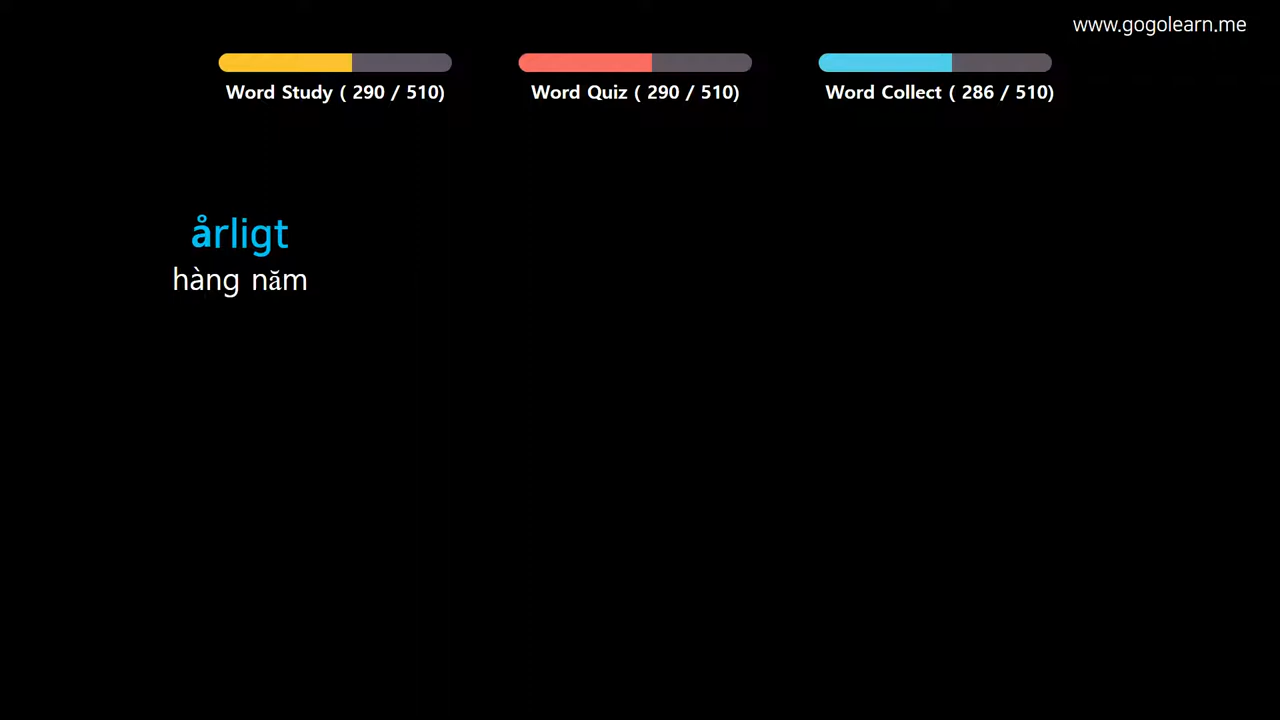 www.gogolearn.me
Word Study ( 290 / 510)
Word Quiz ( 290 / 510)
Word Collect ( 286 / 510)
årligt
hàng năm